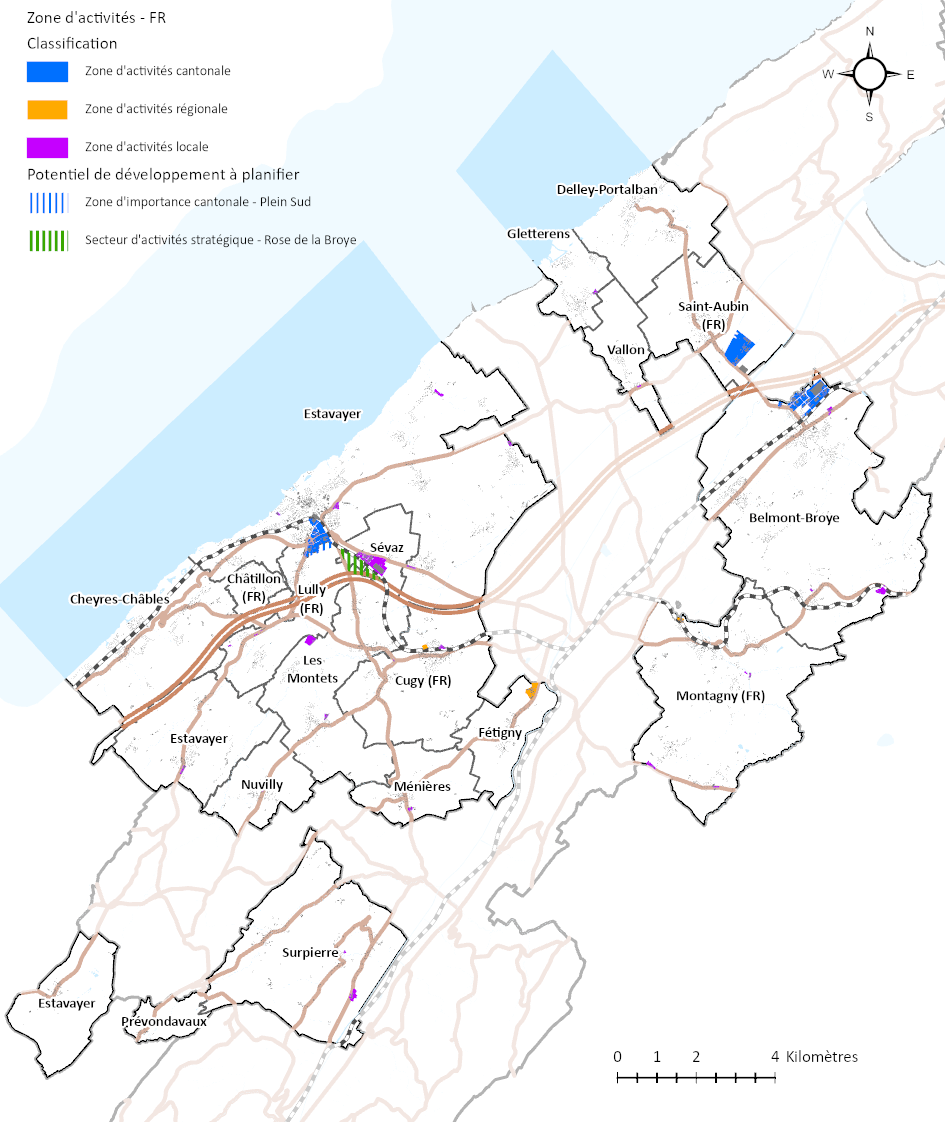 Zone d'activités - FR
Classification
Zone d'activités cantonale
Zone d'activités régionale
Zone d'activités locale
Potentiel de développement à planifier
Zone d'importance cantonale - Plein Sud
Secteur d'activités stratégique - Rose de la Broye
N
W
E
S
Delley-Portalban
Gletterens
Saint-Aubin
(FR)
Vallon
Estavayer
Belmont-Broye
Sévaz
Châtillon
(FR)
Lully
(FR)
Cheyres-Châbles
Les
Montets
Cugy (FR)
Montagny (FR)
Estavayer
Fétigny
Nuvilly
Ménières
Surpierre
Estavayer
Prévondavaux
0 1 2 4 Kilomètres